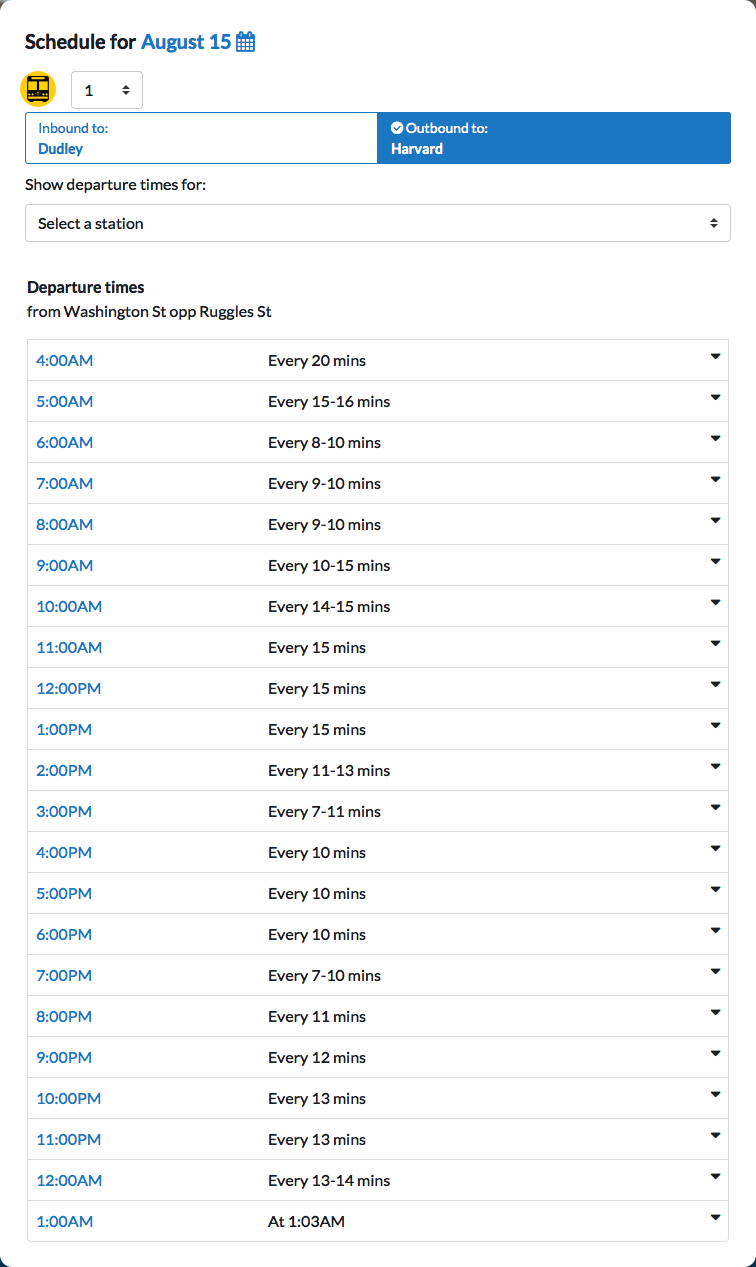 Schedule for August 15
1
Inbound to:
Dudley
Outbound to:
Harvard
Show departure times for:
Select a station
Departure times
from Washington St opp Ruggles St
4:00AM Every 20 mins
5:00AM Every 15-16 mins
6:00AM Every 8-10 mins
7:00AM Every 9-10 mins
8:00AM Every 9-10 mins
9:00AM Every 10-15 mins
10:00AM Every 14-15 mins
11:00AM Every 15 mins
12:00PM Every 15 mins
1:00PM Every 15 mins
2:00PM Every 11-13 mins
3:00PM Every 7-11 mins
4:00PM Every 10 mins
5:00PM Every 10 mins
6:00PM Every 10 mins
7:00PM Every 7-10 mins
8:00PM Every 11 mins
9:00PM Every 12 mins
10:00PM Every 13 mins
11:00PM Every 13 mins
12:00AM Every 13-14 mins
1:00AM At 1:03AM